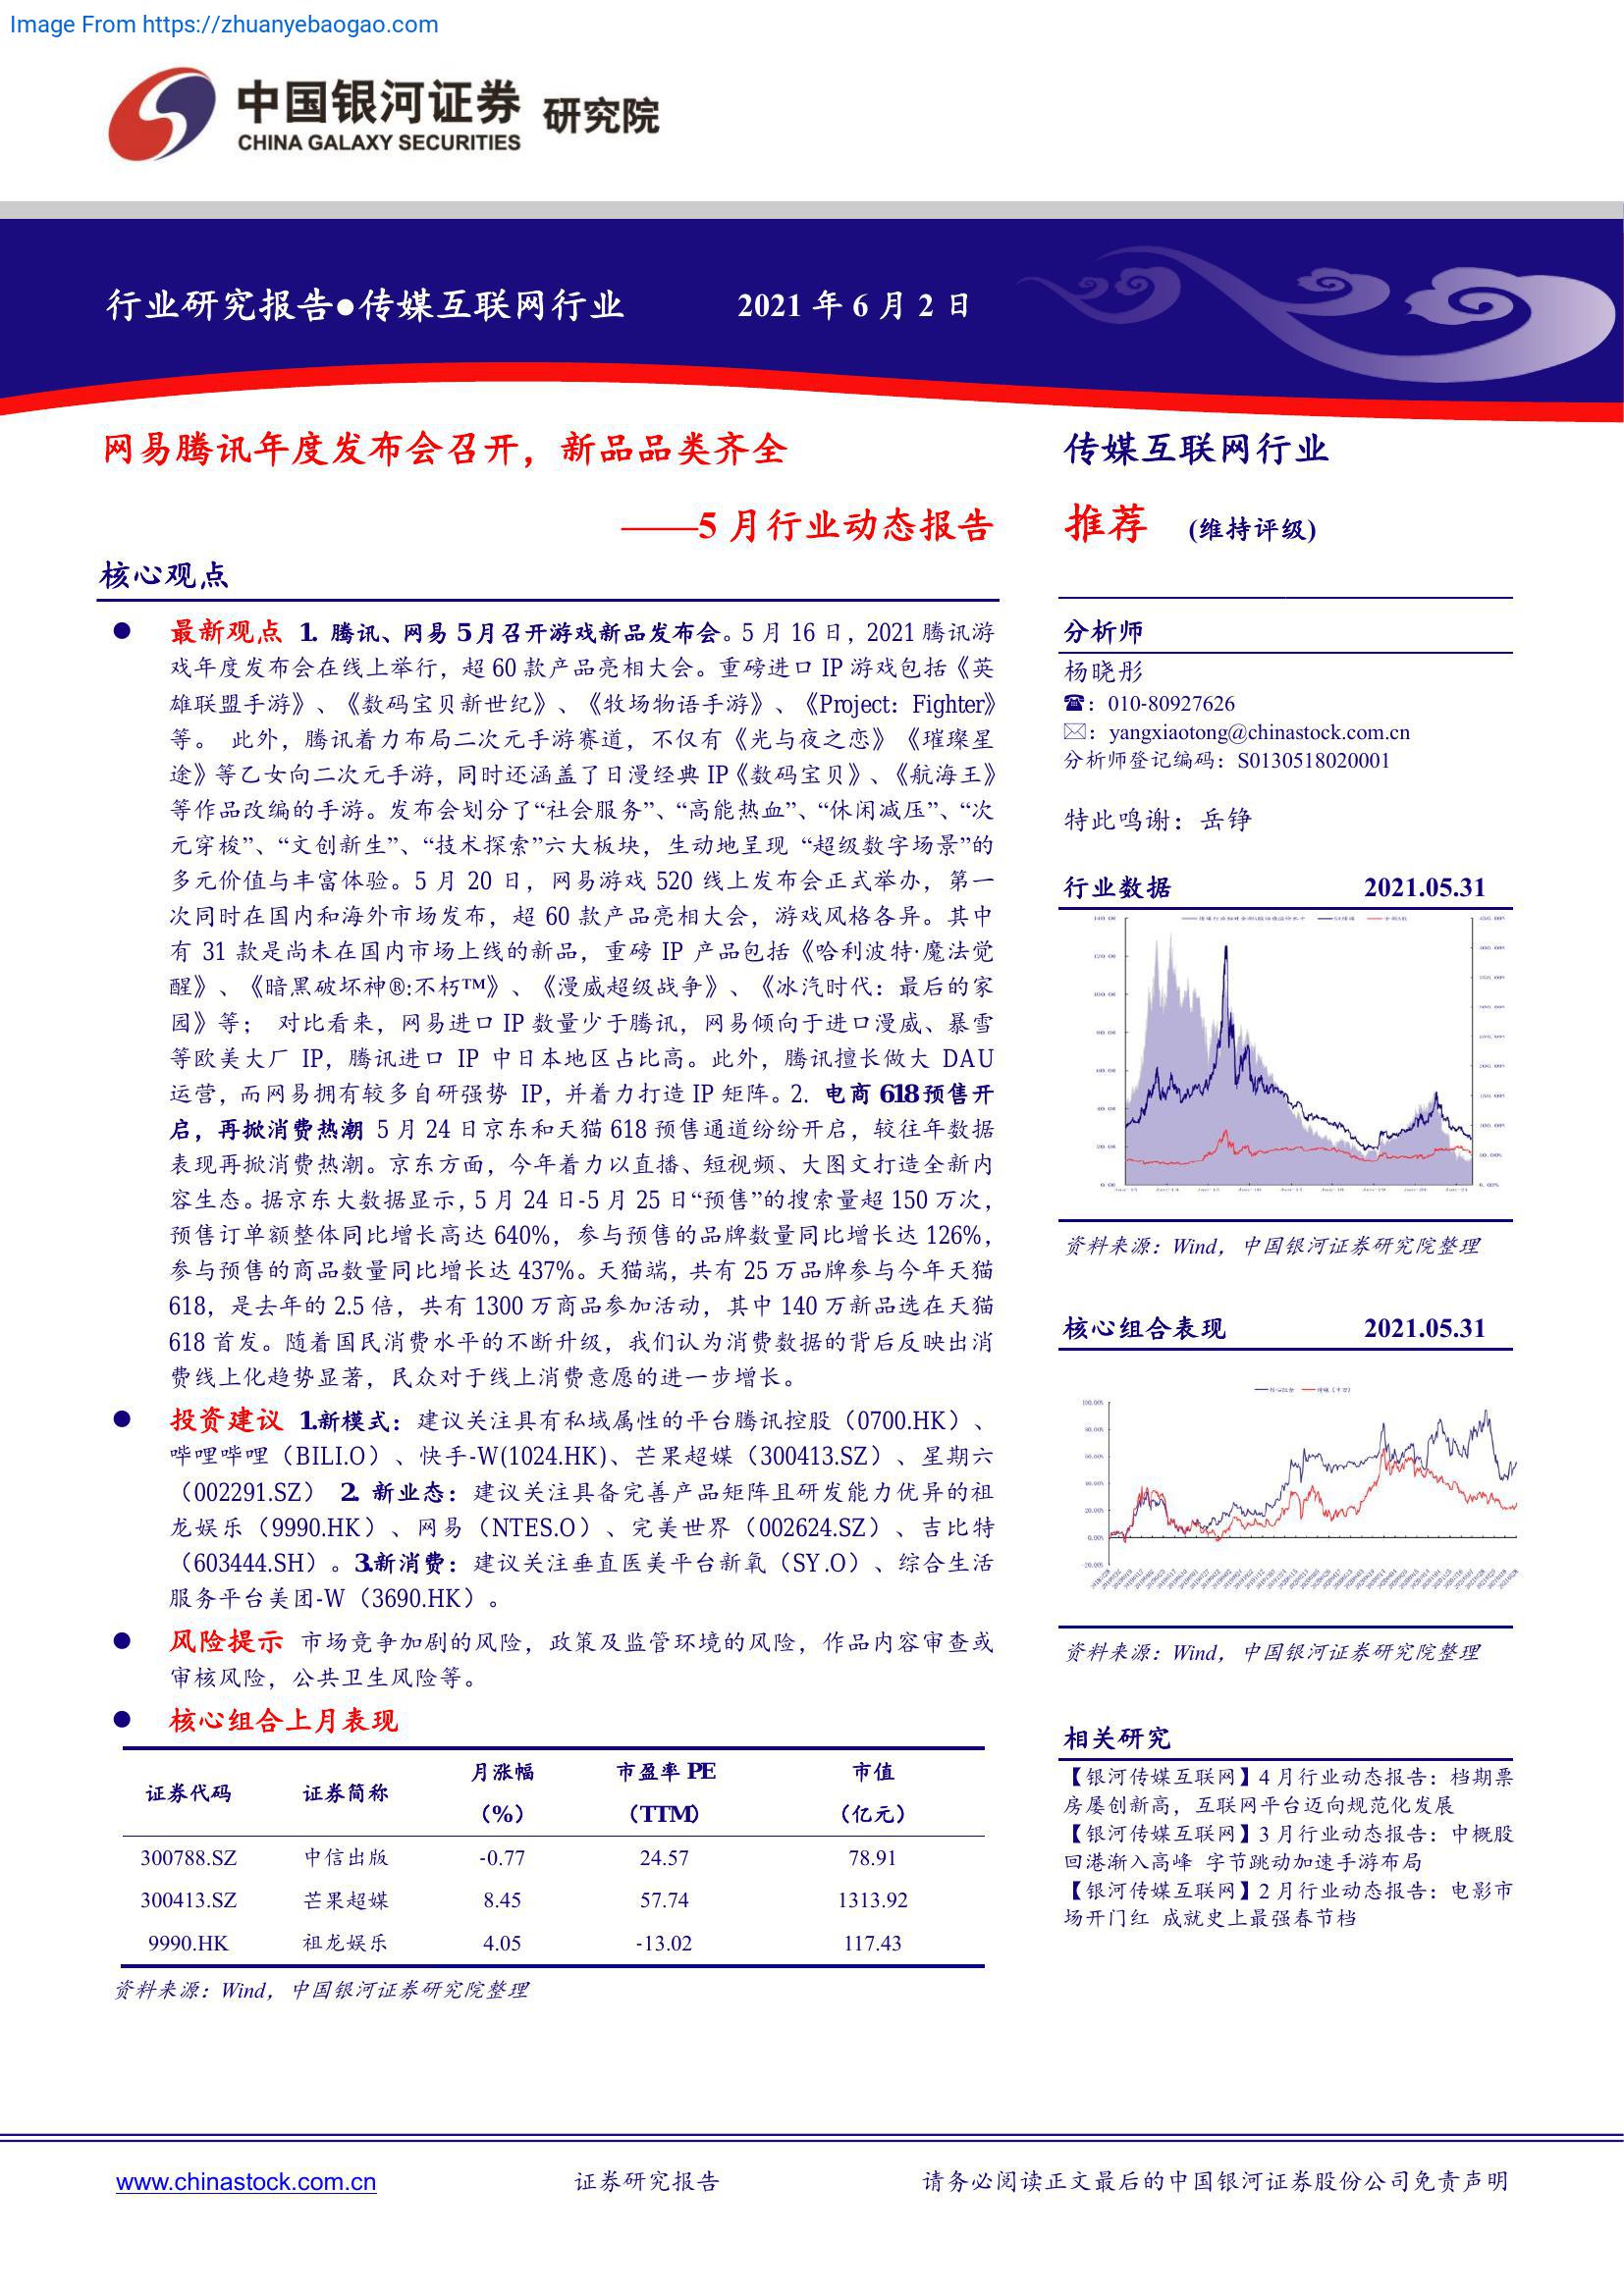 Image From https://zhuanyebaogao.com
中国银河证券 研究院
CHINA GALAXY SECURITIES
行业研究报告●传媒互联网行业 2021 年 6 月 2 日
网易腾讯年度发布会召开，新品品类齐全
——5 月行业动态报告
核心观点
● 最新观点 1. 腾讯、网易 5 月召开游戏新品发布会。5 月 16 日，2021 腾讯游
戏年度发布会在线上举行，超 60 款产品亮相大会。重磅进口 IP 游戏包括《英
雄联盟手游》、《数码宝贝新世纪》、《牧场物语手游》、《Project：Fighter》
等。 此外，腾讯着力布局二次元手游赛道，不仅有《光与夜之恋》《璀璨星
途》等乙女向二次元手游，同时还涵盖了日漫经典 IP《数码宝贝》、《航海王》
等作品改编的手游。发布会划分了“社会服务”、“高能热血”、“休闲减压”、“次
元穿梭”、“文创新生”、“技术探索”六大板块，生动地呈现 “超级数字场景”的
多元价值与丰富体验。5 月 20 日，网易游戏 520 线上发布会正式举办，第一
次同时在国内和海外市场发布，超 60 款产品亮相大会，游戏风格各异。其中
有 31 款是尚未在国内市场上线的新品，重磅 IP 产品包括《哈利波特·魔法觉
醒》、《暗黑破坏神®:不朽™》、《漫威超级战争》、《冰汽时代：最后的家
园》等； 对比看来，网易进口 IP 数量少于腾讯，网易倾向于进口漫威、暴雪
等欧美大厂 IP，腾讯进口 IP 中日本地区占比高。此外，腾讯擅长做大 DAU
运营，而网易拥有较多自研强势 IP，并着力打造 IP 矩阵。2. 电商 618 预售开
启，再掀消费热潮 5 月 24 日京东和天猫 618 预售通道纷纷开启，较往年数据
表现再掀消费热潮。京东方面，今年着力以直播、短视频、大图文打造全新内
容生态。据京东大数据显示，5 月 24 日-5 月 25 日“预售”的搜索量超 150 万次，
预售订单额整体同比增长高达 640%，参与预售的品牌数量同比增长达 126%，
参与预售的商品数量同比增长达 437%。天猫端，共有 25 万品牌参与今年天猫
618，是去年的 2.5 倍，共有 1300 万商品参加活动，其中 140 万新品选在天猫
618 首发。随着国民消费水平的不断升级，我们认为消费数据的背后反映出消
费线上化趋势显著，民众对于线上消费意愿的进一步增长。
● 投资建议 1.新模式：建议关注具有私域属性的平台腾讯控股（0700.HK）、
哔哩哔哩（BILI.O）、快手-W(1024.HK)、芒果超媒（300413.SZ）、星期六
（002291.SZ） 2. 新业态：建议关注具备完善产品矩阵且研发能力优异的祖
龙娱乐（9990.HK）、网易（NTES.O）、完美世界（002624.SZ）、吉比特
（603444.SH）。3.新消费：建议关注垂直医美平台新氧（SY.O）、综合生活
服务平台美团-W（3690.HK）。
● 风险提示 市场竞争加剧的风险，政策及监管环境的风险，作品内容审查或
审核风险，公共卫生风险等。
● 核心组合上月表现
证券代码 证券简称 月涨幅（%） 市盈率 PE（TTM） 市值（亿元）
300788.SZ 中信出版 -0.77 24.57 78.91
300413.SZ 芒果超媒 8.45 57.74 1313.92
9990.HK 祖龙娱乐 4.05 -13.02 117.43
资料来源：Wind，中国银河证券研究院整理
传媒互联网行业
推荐 (维持评级)
分析师
杨晓彤
☎：010-80927626
✉：yangxiaotong@chinastock.com.cn
分析师登记编码：S0130518020001
特此鸣谢：岳铮
行业数据 2021.05.31
资料来源：Wind，中国银河证券研究院整理
核心组合表现 2021.05.31
资料来源：Wind，中国银河证券研究院整理
相关研究
【银河传媒互联网】4 月行业动态报告：档期票
房屡创新高，互联网平台迈向规范化发展
【银河传媒互联网】3 月行业动态报告：中概股
回港渐入高峰 字节跳动加速手游布局
【银河传媒互联网】2 月行业动态报告：电影市
场开门红 成就史上最强春节档
www.chinastock.com.cn 证券研究报告 请务必阅读正文最后的中国银河证券股份公司免责声明